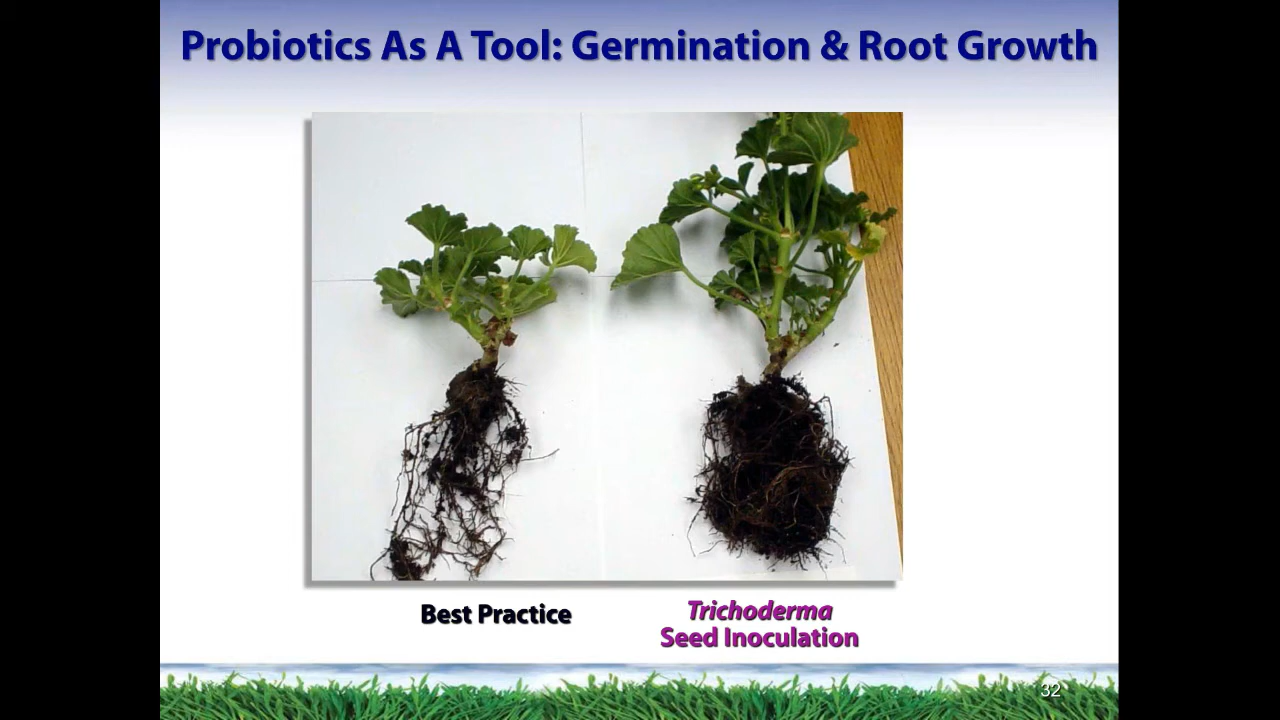 Probiotics As A Tool: Germination & Root Growth
Best Practice
Trichoderma
Seed Inoculation
32